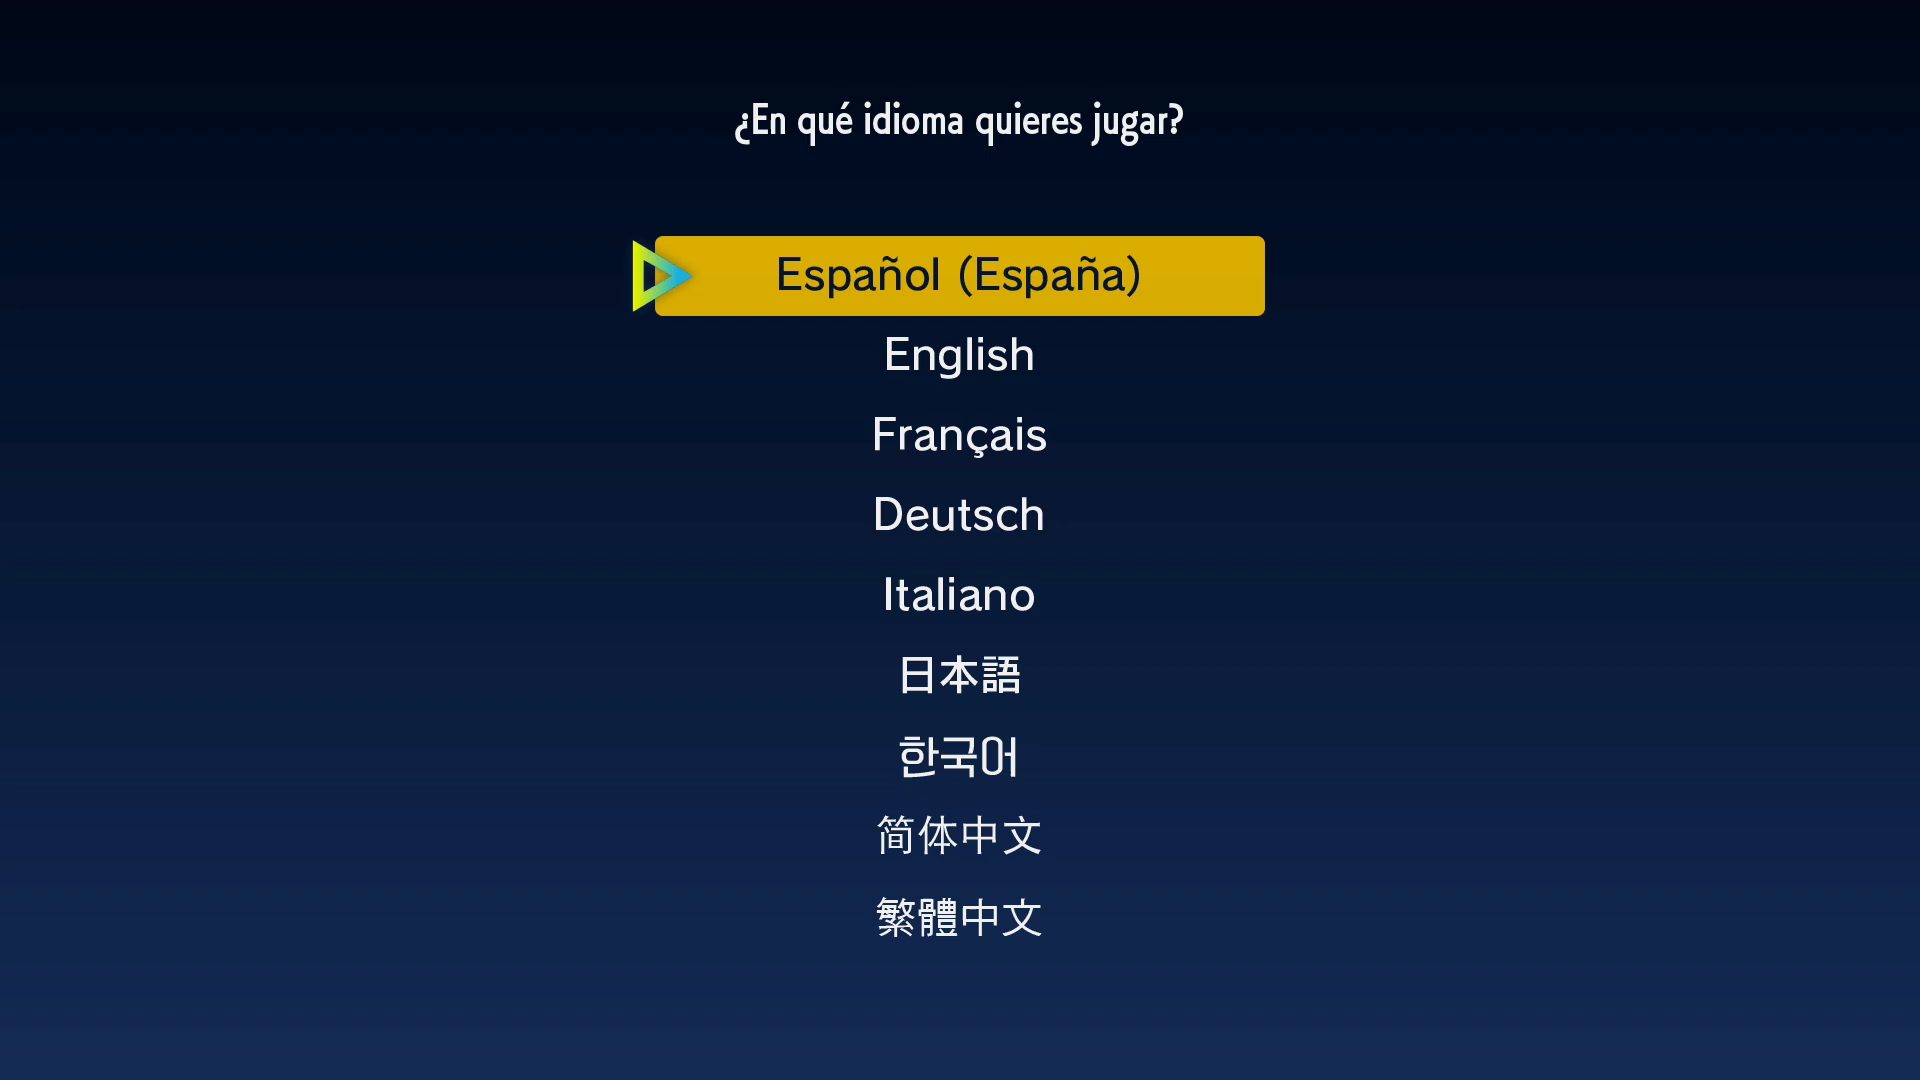 ¿En qué idioma quieres jugar?
Español (España)
English
Français
Deutsch
Italiano
日本語
한국어
简体中文
繁體中文